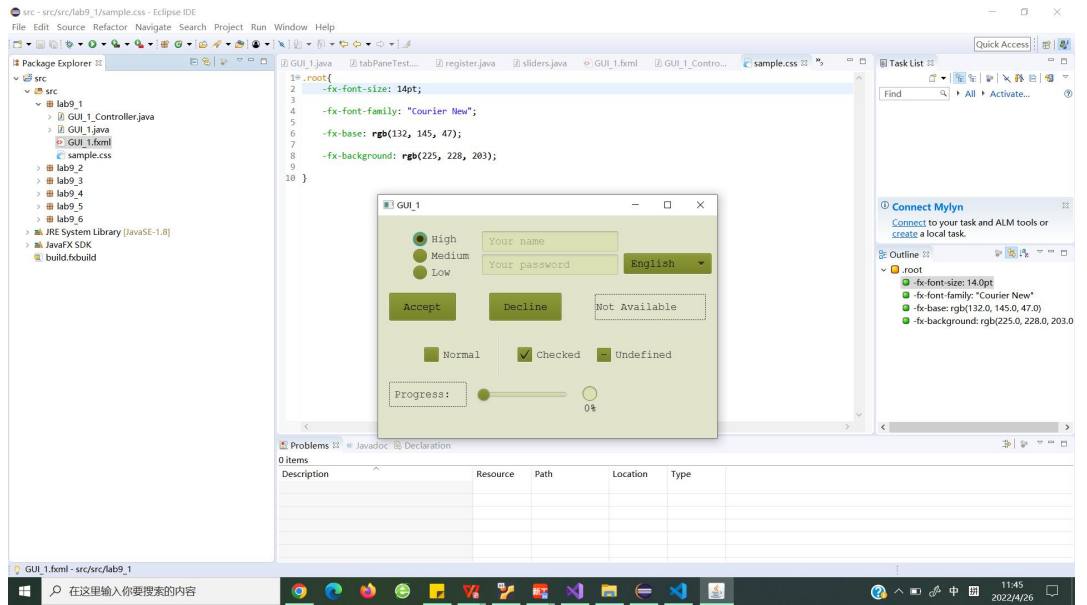 src - src/src/lab9_1/sample.css - Eclipse IDE
File Edit Source Refactor Navigate Search Project Run Window Help
Quick Access
Package Explorer
src
src
lab9_1
GUI_1_Controller.java
GUI_1.java
GUI_1.fxml
sample.css
lab9_2
lab9_3
lab9_4
lab9_5
lab9_6
JRE System Library [JavaSE-1.8]
JavaFX SDK
build.fxbuild
GUI_1.java tabPaneTest.... register.java sliders.java GUI_1.fxml GUI_1_Contro... sample.css
1 .root{
2 -fx-font-size: 14pt;
3
4 -fx-font-family: "Courier New";
5
6 -fx-base: rgb(132, 145, 47);
7
8 -fx-background: rgb(225, 228, 203);
9
10 }
GUI_1
High
Medium
Low
Your name
Your password
English
Accept Decline Not Available
Normal Checked Undefined
Progress:
0%
Task List
Find All Activate...
Connect Mylyn
Connect to your task and ALM tools or
create a local task.
Outline
.root
-fx-font-size: 14.0pt
-fx-font-family: "Courier New"
-fx-base: rgb(132.0, 145.0, 47.0)
-fx-background: rgb(225.0, 228.0, 203.0
Problems Javadoc Declaration
0 items
Description Resource Path Location Type
GUI_1.fxml - src/src/lab9_1
在这里输入你要搜索的内容
中
11:45
2022/4/26